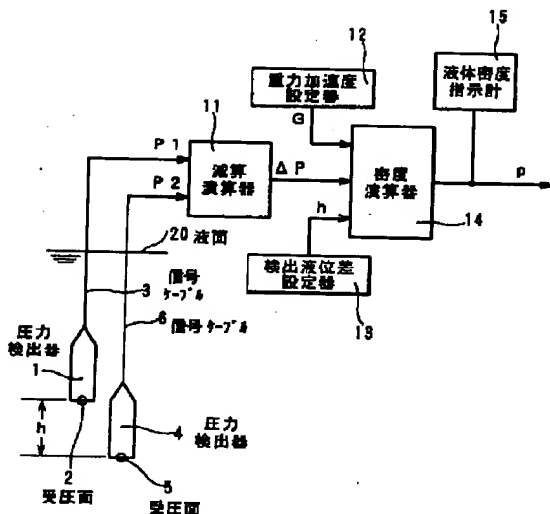 12
15
重力加速度
設定器
液体密度
指示計
11
G
P1
減算
演算器
ΔP
密度
演算器
ρ
P2
h
14
20 液面
検出液位差
設定器
3 信号
ケーブル
13
6 信号ケーブル
圧力
検出器
1
h
4 圧力
検出器
2
受圧面
5
受圧面